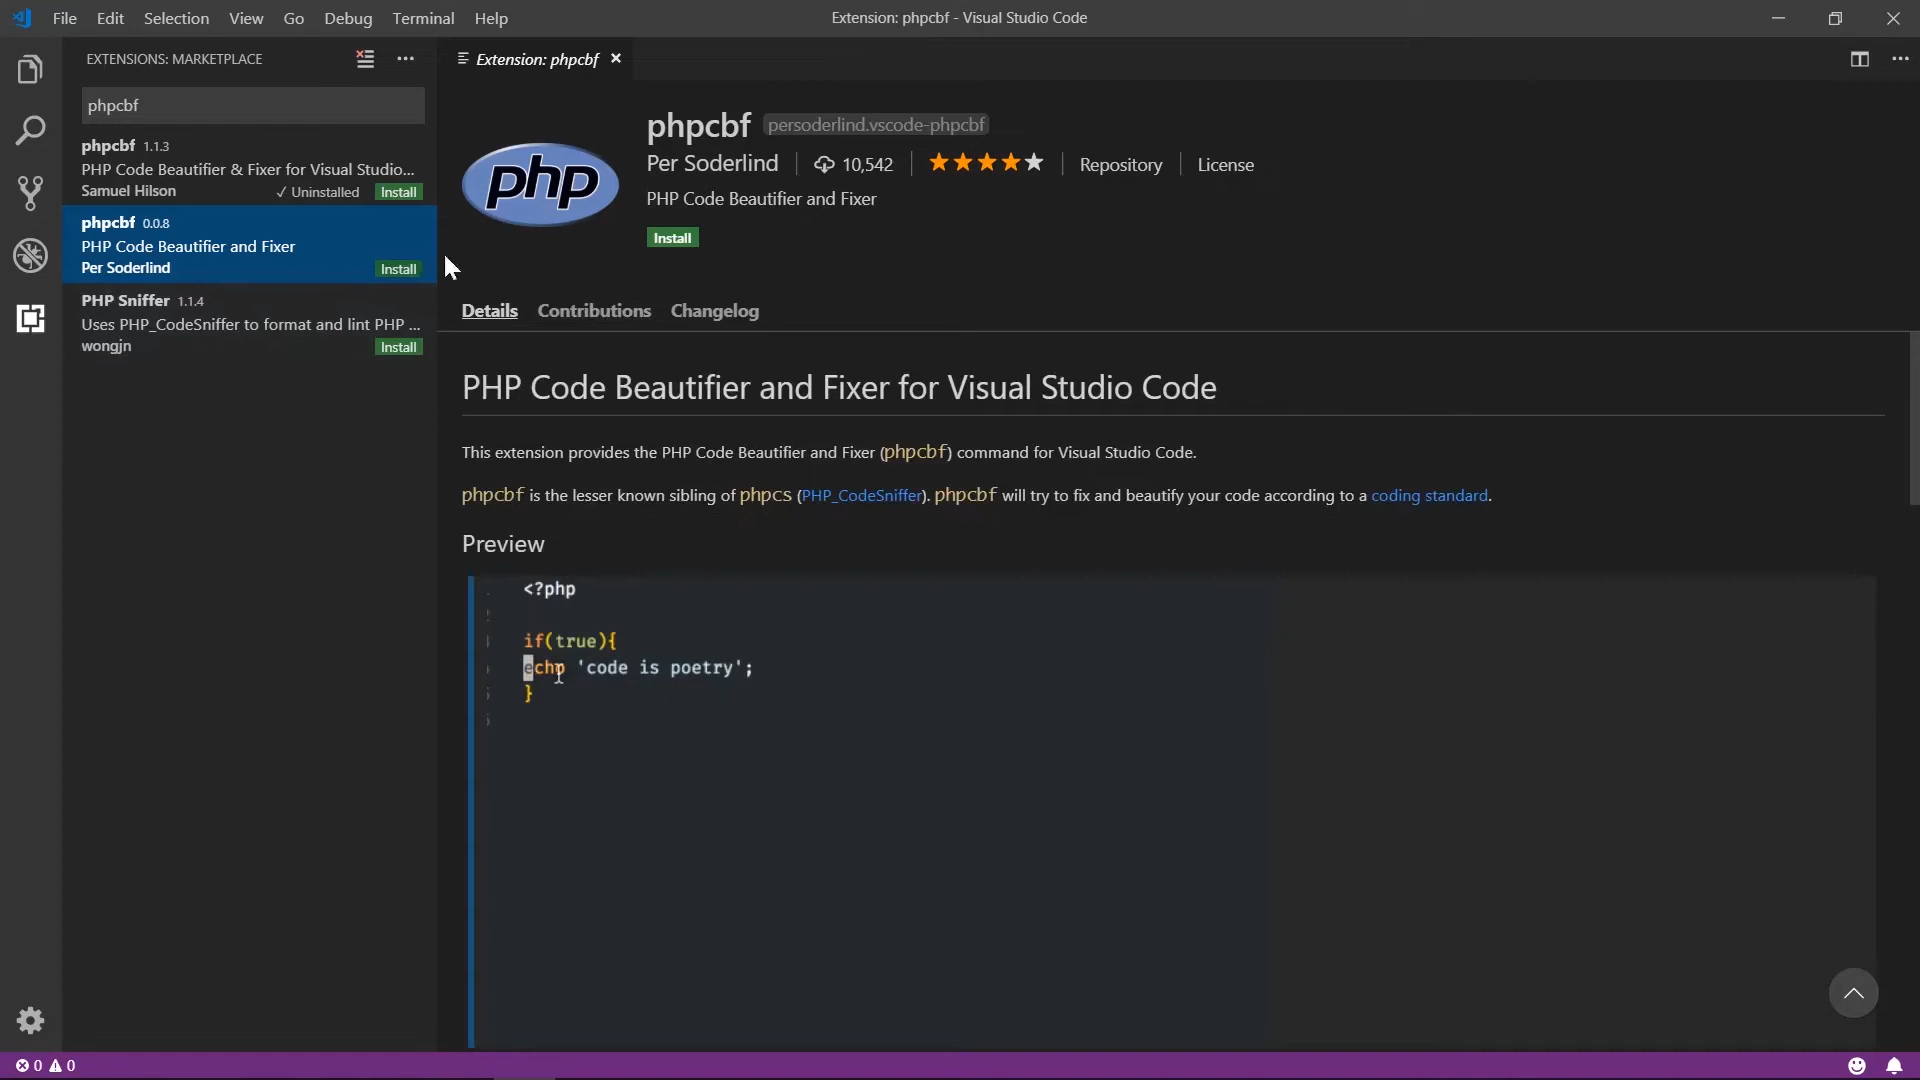 File Edit Selection View Go Debug Terminal Help
Extension: phpcbf - Visual Studio Code
EXTENSIONS: MARKETPLACE
phpcbf
phpcbf 1.1.3
PHP Code Beautifier & Fixer for Visual Studio...
Samuel Hilson ✓ Uninstalled Install
phpcbf 0.0.8
PHP Code Beautifier and Fixer
Per Soderlind Install
PHP Sniffer 1.1.4
Uses PHP_CodeSniffer to format and lint PHP ...
wongjn Install
Extension: phpcbf
php
phpcbf persoderlind.vscode-phpcbf
Per Soderlind 10,542 Repository License
PHP Code Beautifier and Fixer
Install
Details Contributions Changelog
PHP Code Beautifier and Fixer for Visual Studio Code
This extension provides the PHP Code Beautifier and Fixer (phpcbf) command for Visual Studio Code.
phpcbf is the lesser known sibling of phpcs (PHP_CodeSniffer). phpcbf will try to fix and beautify your code according to a coding standard.
Preview
<?php
if(true){
echo 'code is poetry';
}
0 0